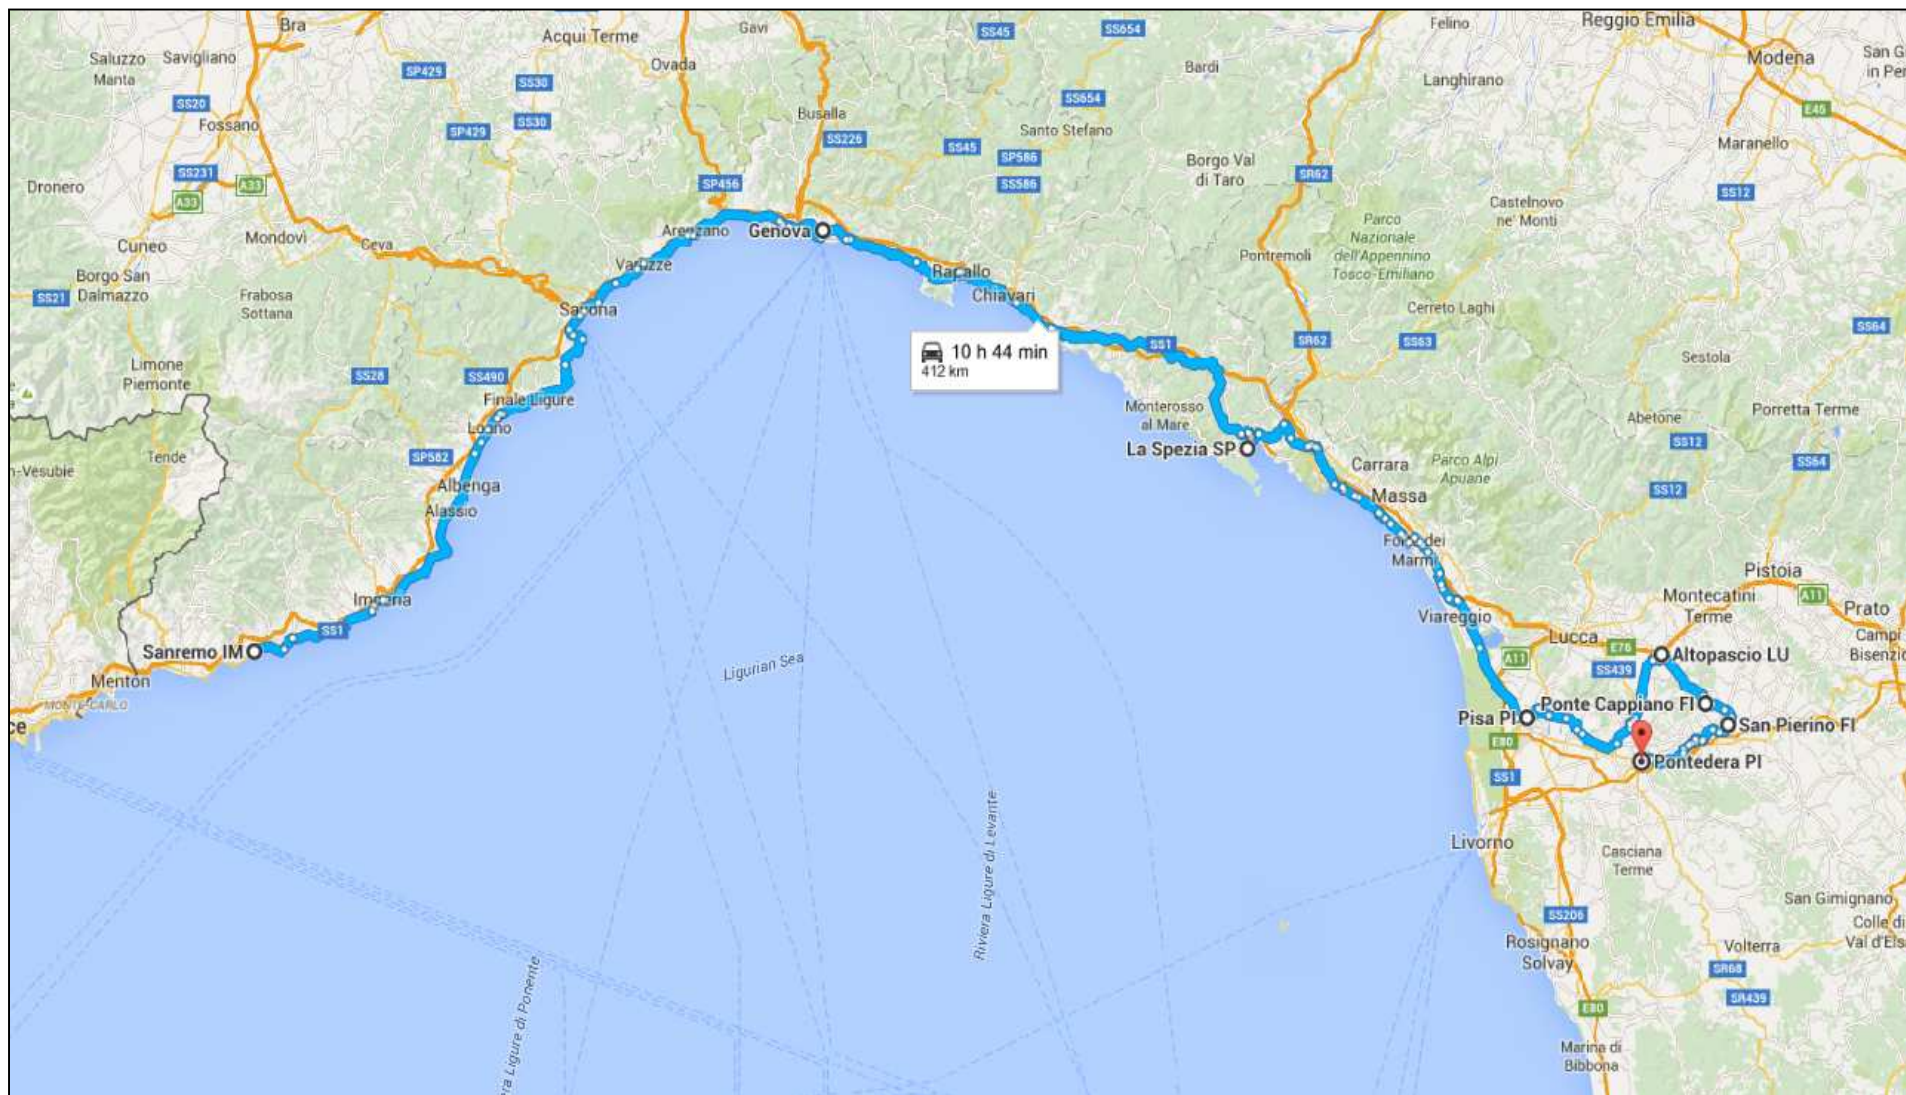 Bra
Acqui Terme
Gavi
SS45
SS654
Felino
Reggio Emilia
Saluzzo
Savigliano
Manta
SP429
SS30
Ovada
Bardi
Langhirano
Modena
San G
in Per
SS20
Fossano
SP429
SS30
Busalla
SS226
SS654
Santo Stefano
E45
Maranello
SS45
SP586
SS586
Borgo Val
di Taro
SR62
SS12
Dronero
SS231
A33
A33
SP456
Castelnovo
ne' Monti
Cuneo
Mondovì
Ceva
Arenzano
Genova
Parco
Nazionale
dell'Appennino
Tosco-Emiliano
Pontremoli
Borgo San
Dalmazzo
SS21
Frabosa
Sottana
Varazze
Rapallo
Chiavari
Savona
Cerreto Laghi
SS64
10 h 44 min
412 km
SS1
SR62
SS63
Sestola
Limone
Piemonte
SS28
SS490
Finale Ligure
Loano
Monterosso
al Mare
Abetone
Porretta Terme
SS12
n-Vesubie
Tende
SP582
La Spezia SP
Carrara
Parco Alpi
Apuane
SS64
Albenga
Massa
SS12
Alassio
Forte dei
Marmi
Pistoia
Imperia
Viareggio
Montecatini
Terme
A11
Prato
Campi
Bisenzio
SS1
Sanremo IM
Lucca
E76
A11
SS439
Altopascio LU
Ligurian Sea
Menton
MONTE-CARLO
ce
Ponte Cappiano FI
Pisa PI
San Pierino FI
E80
Pontedera PI
SS1
Riviera Ligure di Levante
Livorno
Casciana
Terme
San Gimignano
SS206
Colle di
Val d'Els
Rosignano
Solvay
Volterra
SR68
SR439
era Ligure di Ponente
E80
Marina di
Bibbona